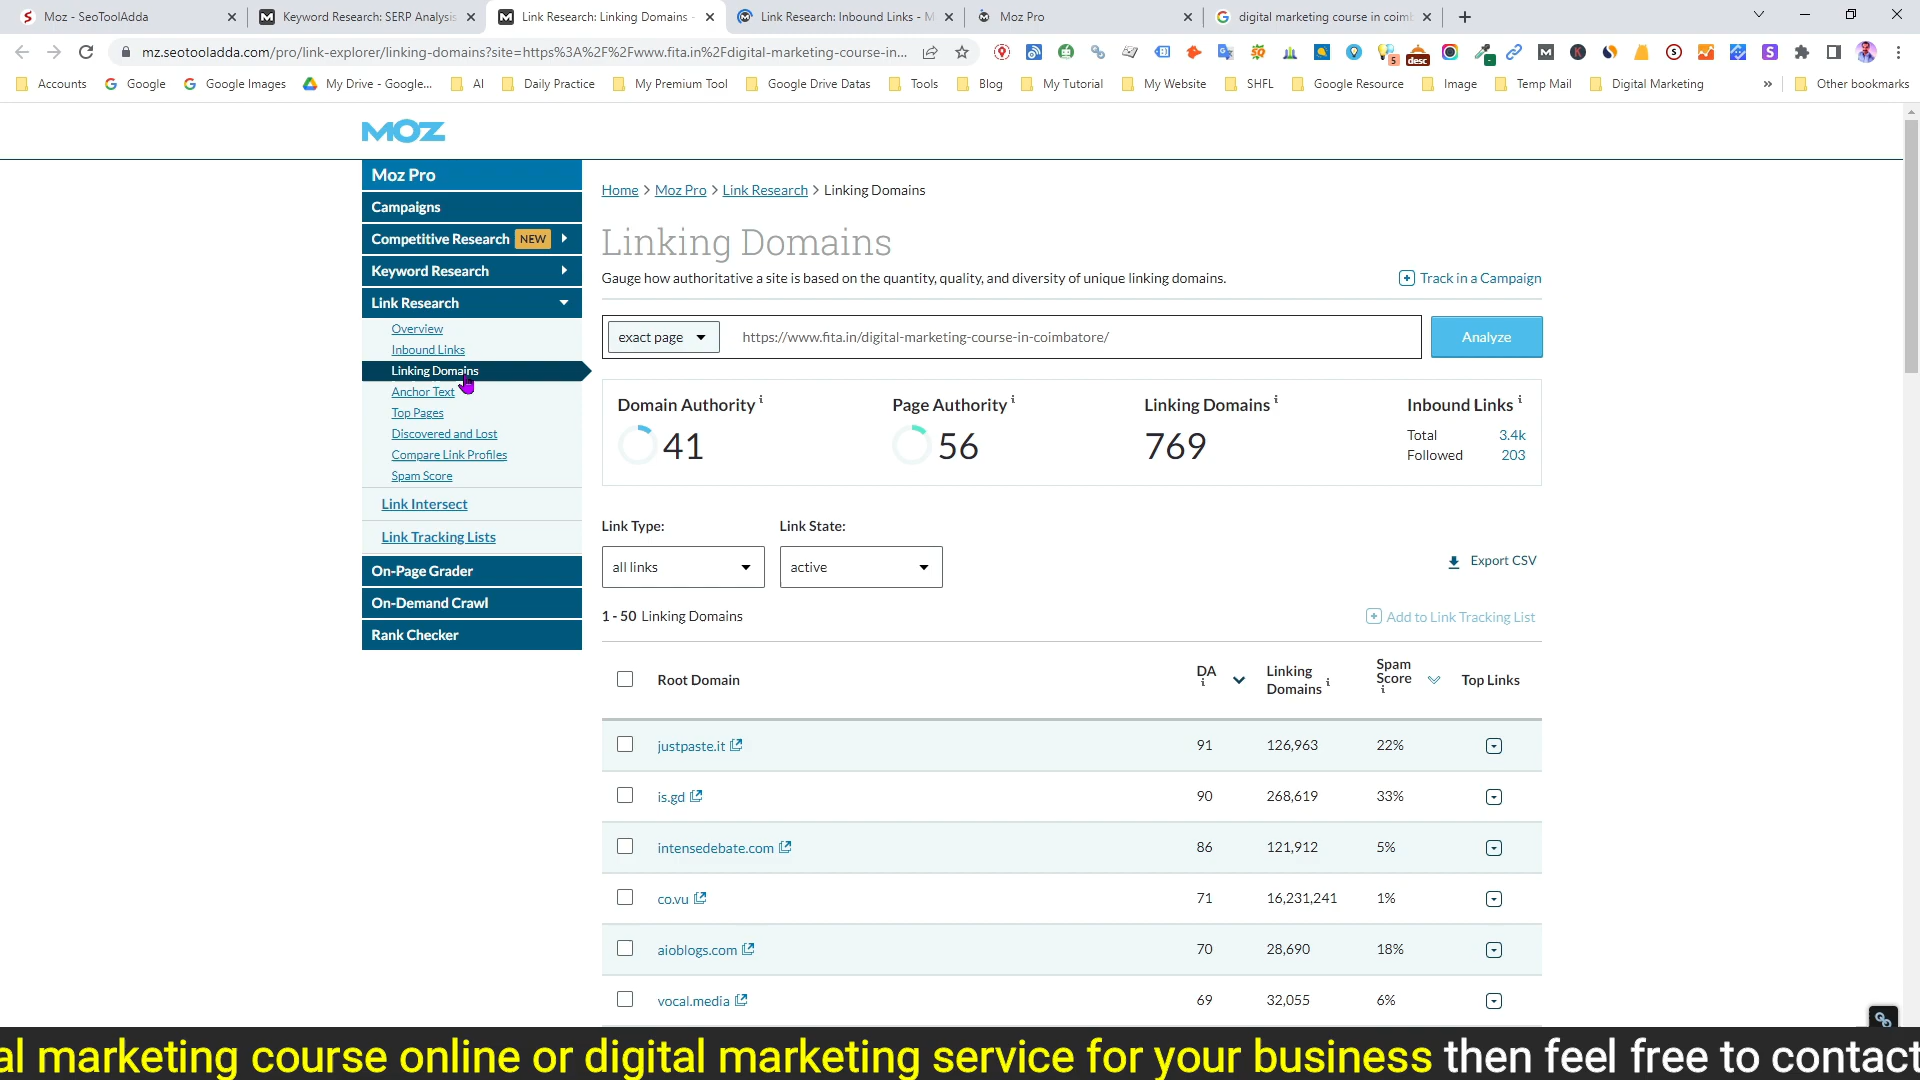 Moz - SeoToolAdda
Keyword Research: SERP Analysis
Link Research: Linking Domains -
Link Research: Inbound Links - M
Moz Pro
digital marketing course in coimb
mz.seotooladda.com/pro/link-explorer/linking-domains?site=https%3A%2F%2Fwww.fita.in%2Fdigital-marketing-course-in...
Accounts
Google
Google Images
My Drive - Google...
AI
Daily Practice
My Premium Tool
Google Drive Datas
Tools
Blog
My Tutorial
My Website
SHFL
Google Resource
Image
Temp Mail
Digital Marketing
»
Other bookmarks
MOZ
Moz Pro
Campaigns
Competitive Research NEW
Keyword Research
Link Research
Overview
Inbound Links
Linking Domains
Anchor Text
Top Pages
Discovered and Lost
Compare Link Profiles
Spam Score
Link Intersect
Link Tracking Lists
On-Page Grader
On-Demand Crawl
Rank Checker
Home > Moz Pro > Link Research > Linking Domains
Linking Domains
Gauge how authoritative a site is based on the quantity, quality, and diversity of unique linking domains.
Track in a Campaign
exact page
https://www.fita.in/digital-marketing-course-in-coimbatore/
Analyze
Domain Authority i
41
Page Authority i
56
Linking Domains i
769
Inbound Links i
Total 3.4k
Followed 203
Link Type:
all links
Link State:
active
Export CSV
1 - 50 Linking Domains
Add to Link Tracking List
Root Domain
DA i
Linking Domains i
Spam Score i
Top Links
justpaste.it 91 126,963 22%
is.gd 90 268,619 33%
intensedebate.com 86 121,912 5%
co.vu 71 16,231,241 1%
aioblogs.com 70 28,690 18%
vocal.media 69 32,055 6%
al marketing course online or digital marketing service for your business then feel free to contact